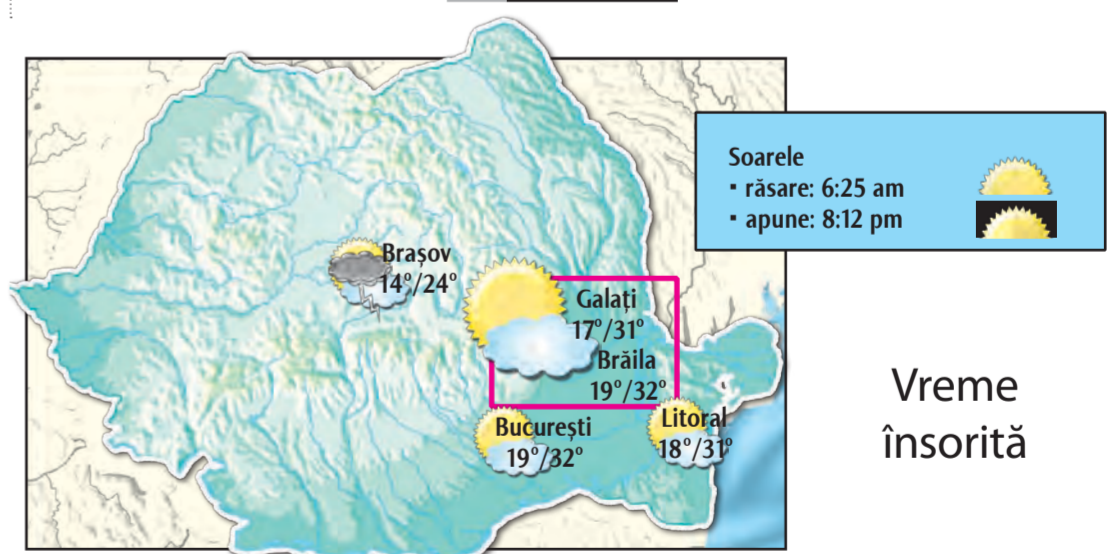 Soarele
▪ răsare: 6:25 am
▪ apune: 8:12 pm
Brașov
14°/24°
Galați
17°/31°
Brăila
19°/32°
București
19°/32°
Litoral
18°/31°
Vreme
însorită